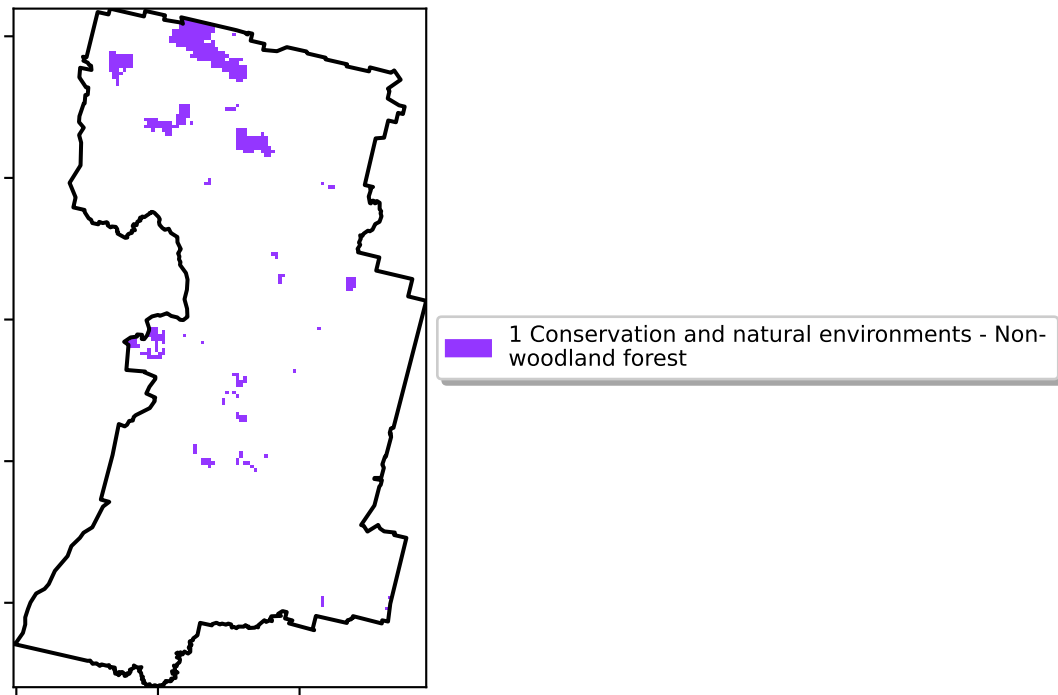 1 Conservation and natural environments - Non-
woodland forest